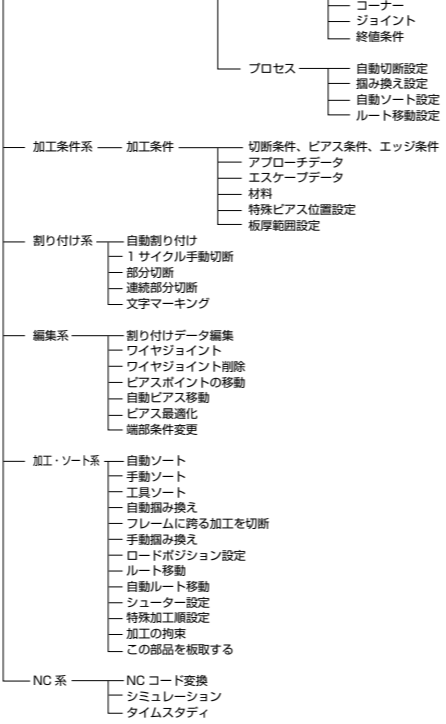 コーナー
ジョイント
終値条件
プロセス 自動切断設定
掴み換え設定
自動ソート設定
ルート移動設定
加工条件系 加工条件 切断条件、ピアス条件、エッジ条件
アプローチデータ
エスケープデータ
材料
特殊ピアス位置設定
板厚範囲設定
割り付け系 自動割り付け
1サイクル手動切断
部分切断
連続部分切断
文字マーキング
編集系 割り付けデータ編集
ワイヤジョイント
ワイヤジョイント削除
ピアスポイントの移動
自動ピアス移動
ピアス最適化
端部条件変更
加工・ソート系 自動ソート
手動ソート
工具ソート
自動掴み換え
フレームに跨る加工を切断
手動掴み換え
ロードポジション設定
ルート移動
自動ルート移動
シューター設定
特殊加工順設定
加工の拘束
この部品を板取する
NC系 NCコード変換
シミュレーション
タイムスタディ